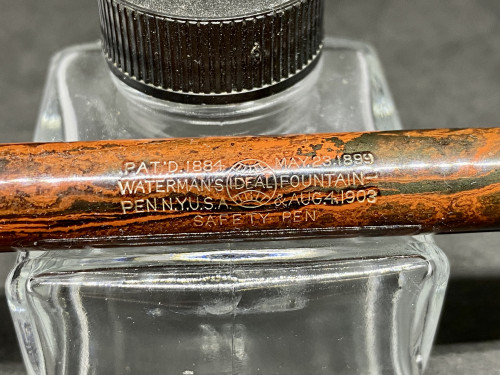 PAT'D.1884 MAY.23.1899
WATERMAN'S IDEAL FOUNTAIN
PEN.N.Y.U.S.A. & AUG.4.1903
SAFETY PEN